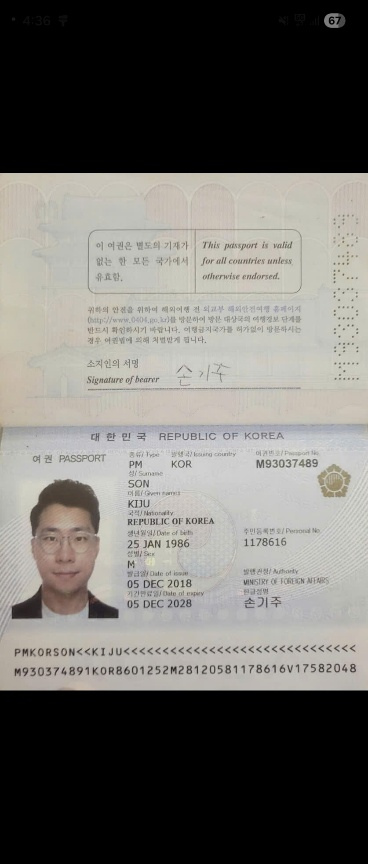 4:36
67
이 여권은 별도의 기재가
없는 한 모든 국가에서
유효함.
This passport is valid
for all countries unless
otherwise endorsed.
귀하의 안전을 위하여 해외여행 전 외교부 해외안전여행 홈페이지
(http://www.0404.go.kr)를 방문하여 방문 대상국의 여행경보 단계를
반드시 확인하시기 바랍니다. 여행금지국가를 허가없이 방문하시는
경우 여권법에 의해 처벌받게 됩니다.
소지인의 서명
Signature of bearer 손기주
M93037489
대한민국 REPUBLIC OF KOREA
여권 PASSPORT
종류/ Type 발행국/ Issuing country 여권번호/ Passport No.
PM KOR M93037489
성/ Surname
SON
이름/ Given names
KIJU
국적/ Nationality
REPUBLIC OF KOREA
생년월일/ Date of birth 주민등록번호/ Personal No.
25 JAN 1986 1178616
성별/ Sex
M
발급일/ Date of issue 발행관청/ Authority
05 DEC 2018 MINISTRY OF FOREIGN AFFAIRS
기간만료일/ Date of expiry 한글성명
05 DEC 2028 손기주
PMKORSON<<KIJU<<<<<<<<<<<<<<<<<<<<<<<<<<<<<<
M930374891KOR8601252M28120581178616V17582048